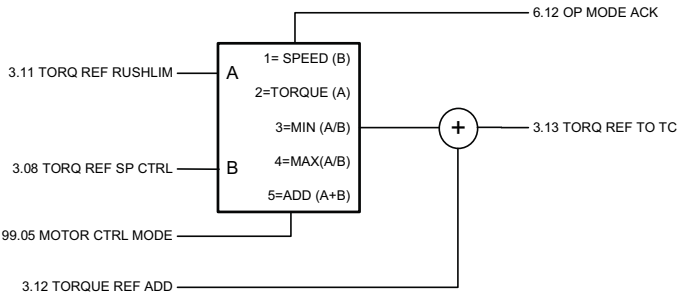 6.12 OP MODE ACK
1= SPEED (B)
3.11 TORQ REF RUSHLIM
A
2=TORQUE (A)
3=MIN (A/B)
+
3.13 TORQ REF TO TC
3.08 TORQ REF SP CTRL
B
4=MAX(A/B)
5=ADD (A+B)
99.05 MOTOR CTRL MODE
3.12 TORQUE REF ADD